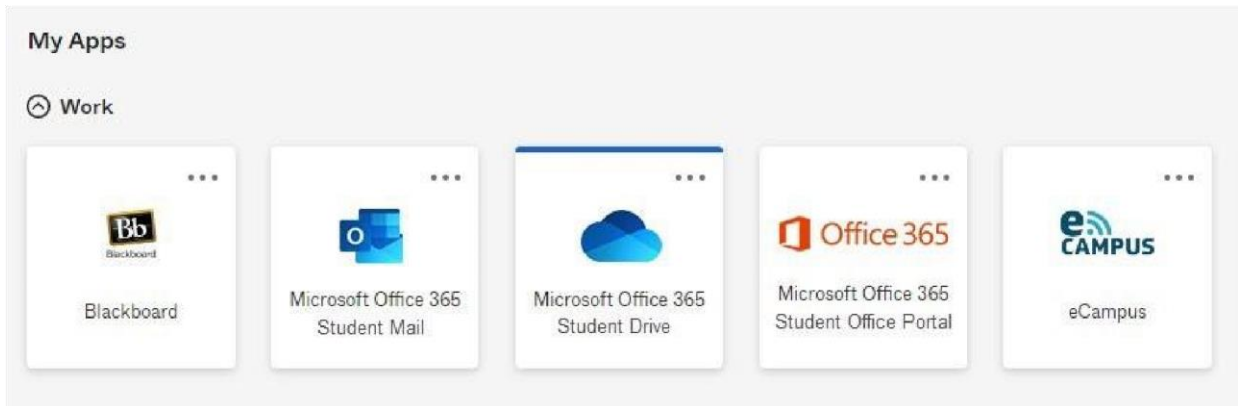 My Apps
Work
Bb
Blackboard
Blackboard
O
Microsoft Office 365
Student Mail
Microsoft Office 365
Student Drive
Office 365
Microsoft Office 365
Student Office Portal
e
CAMPUS
eCampus